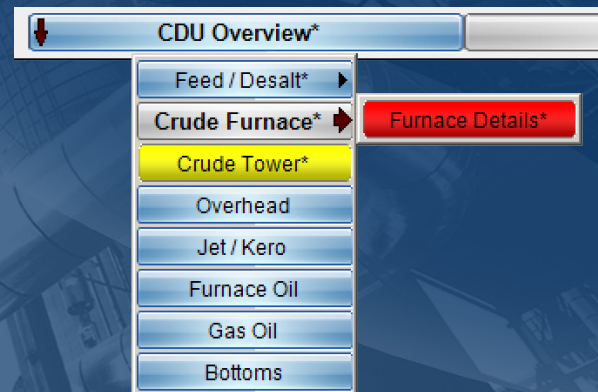 CDU Overview*
Feed / Desalt*
Crude Furnace*
Furnace Details*
Crude Tower*
Overhead
Jet / Kero
Furnace Oil
Gas Oil
Bottoms